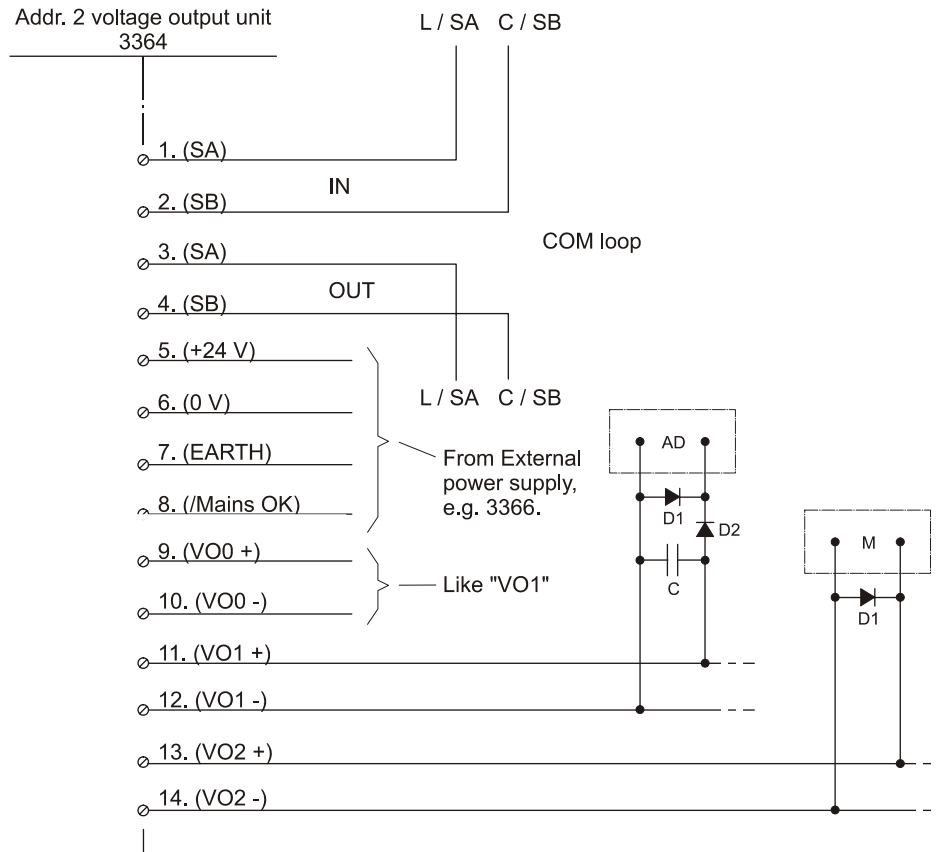 Addr. 2 voltage output unit
3364
L / SA C / SB
1. (SA)
IN
2. (SB)
COM loop
3. (SA)
OUT
4. (SB)
5. (+24 V)
L / SA C / SB
6. (0 V)
7. (EARTH)
From External
power supply,
e.g. 3366.
8. (/Mains OK)
9. (VO0 +)
Like "VO1"
10. (VO0 -)
11. (VO1 +)
12. (VO1 -)
13. (VO2 +)
14. (VO2 -)
AD
D1
D2
C
M
D1